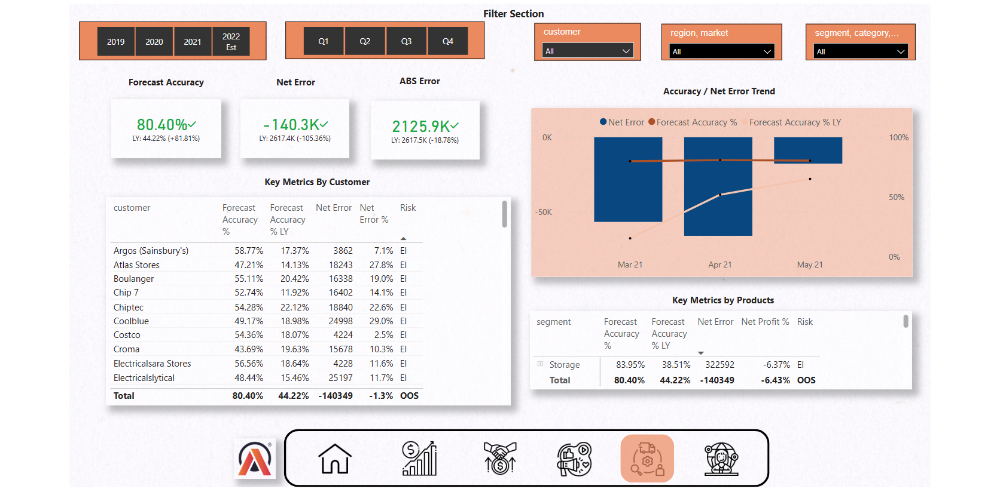 Filter Section
2019 2020 2021 2022 Est
Q1 Q2 Q3 Q4
customer
All
region, market
All
segment, category,...
All
Forecast Accuracy
80.40%
LY: 44.22% (+81.81%)
Net Error
-140.3K
LY: 2617.4K (-105.36%)
ABS Error
2125.9K
LY: 2617.5K (-18.78%)
Accuracy / Net Error Trend
Net Error Forecast Accuracy % Forecast Accuracy % LY
0K 100%
50%
-50K
0%
Mar 21 Apr 21 May 21
Key Metrics By Customer
customer Forecast Accuracy % Forecast Accuracy % LY Net Error Net Error % Risk
Argos (Sainsbury's) 58.77% 17.37% 3862 7.1% EI
Atlas Stores 47.21% 14.13% 18243 27.8% EI
Boulanger 55.11% 20.42% 16338 19.0% EI
Chip 7 52.74% 11.92% 16402 14.1% EI
Chiptec 54.28% 22.12% 18840 22.6% EI
Coolblue 49.17% 18.98% 24998 29.0% EI
Costco 54.36% 18.07% 4224 2.5% EI
Croma 43.69% 19.63% 15678 10.3% EI
Electricalsara Stores 56.56% 18.64% 4228 11.6% EI
Electricalslytical 48.44% 15.46% 25197 11.7% EI
Total 80.40% 44.22% -140349 -1.3% OOS
Key Metrics by Products
segment Forecast Accuracy % Forecast Accuracy % LY Net Error Net Profit % Risk
Storage 83.95% 38.51% 322592 -6.37% EI
Total 80.40% 44.22% -140349 -6.43% OOS